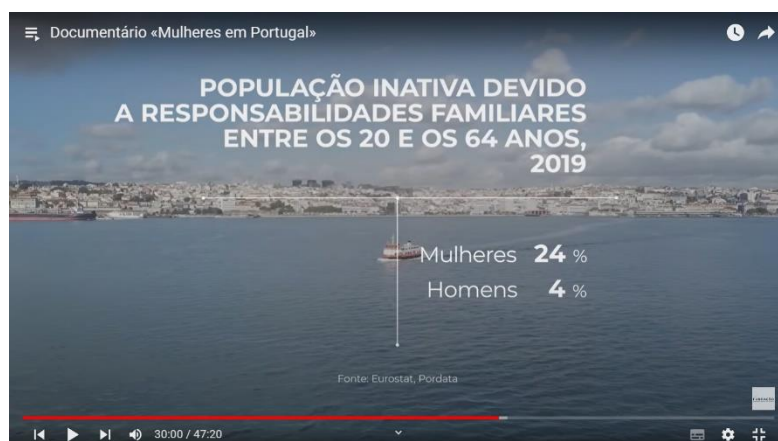 Documentário «Mulheres em Portugal»
POPULAÇÃO INATIVA DEVIDO
A RESPONSABILIDADES FAMILIARES
ENTRE OS 20 E OS 64 ANOS,
2019
Mulheres 24 %
Homens 4 %
Fonte: Eurostat, Pordata
30:00 / 47:20